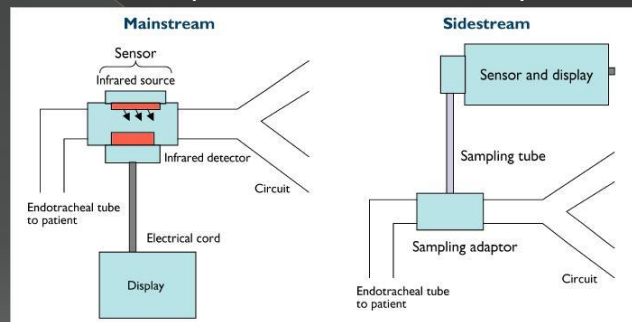 Mainstream
Sensor
Infrared source
Infrared detector
Circuit
Endotracheal tube
to patient
Electrical cord
Display
Sidestream
Sensor and display
Sampling tube
Sampling adaptor
Circuit
Endotracheal tube
to patient